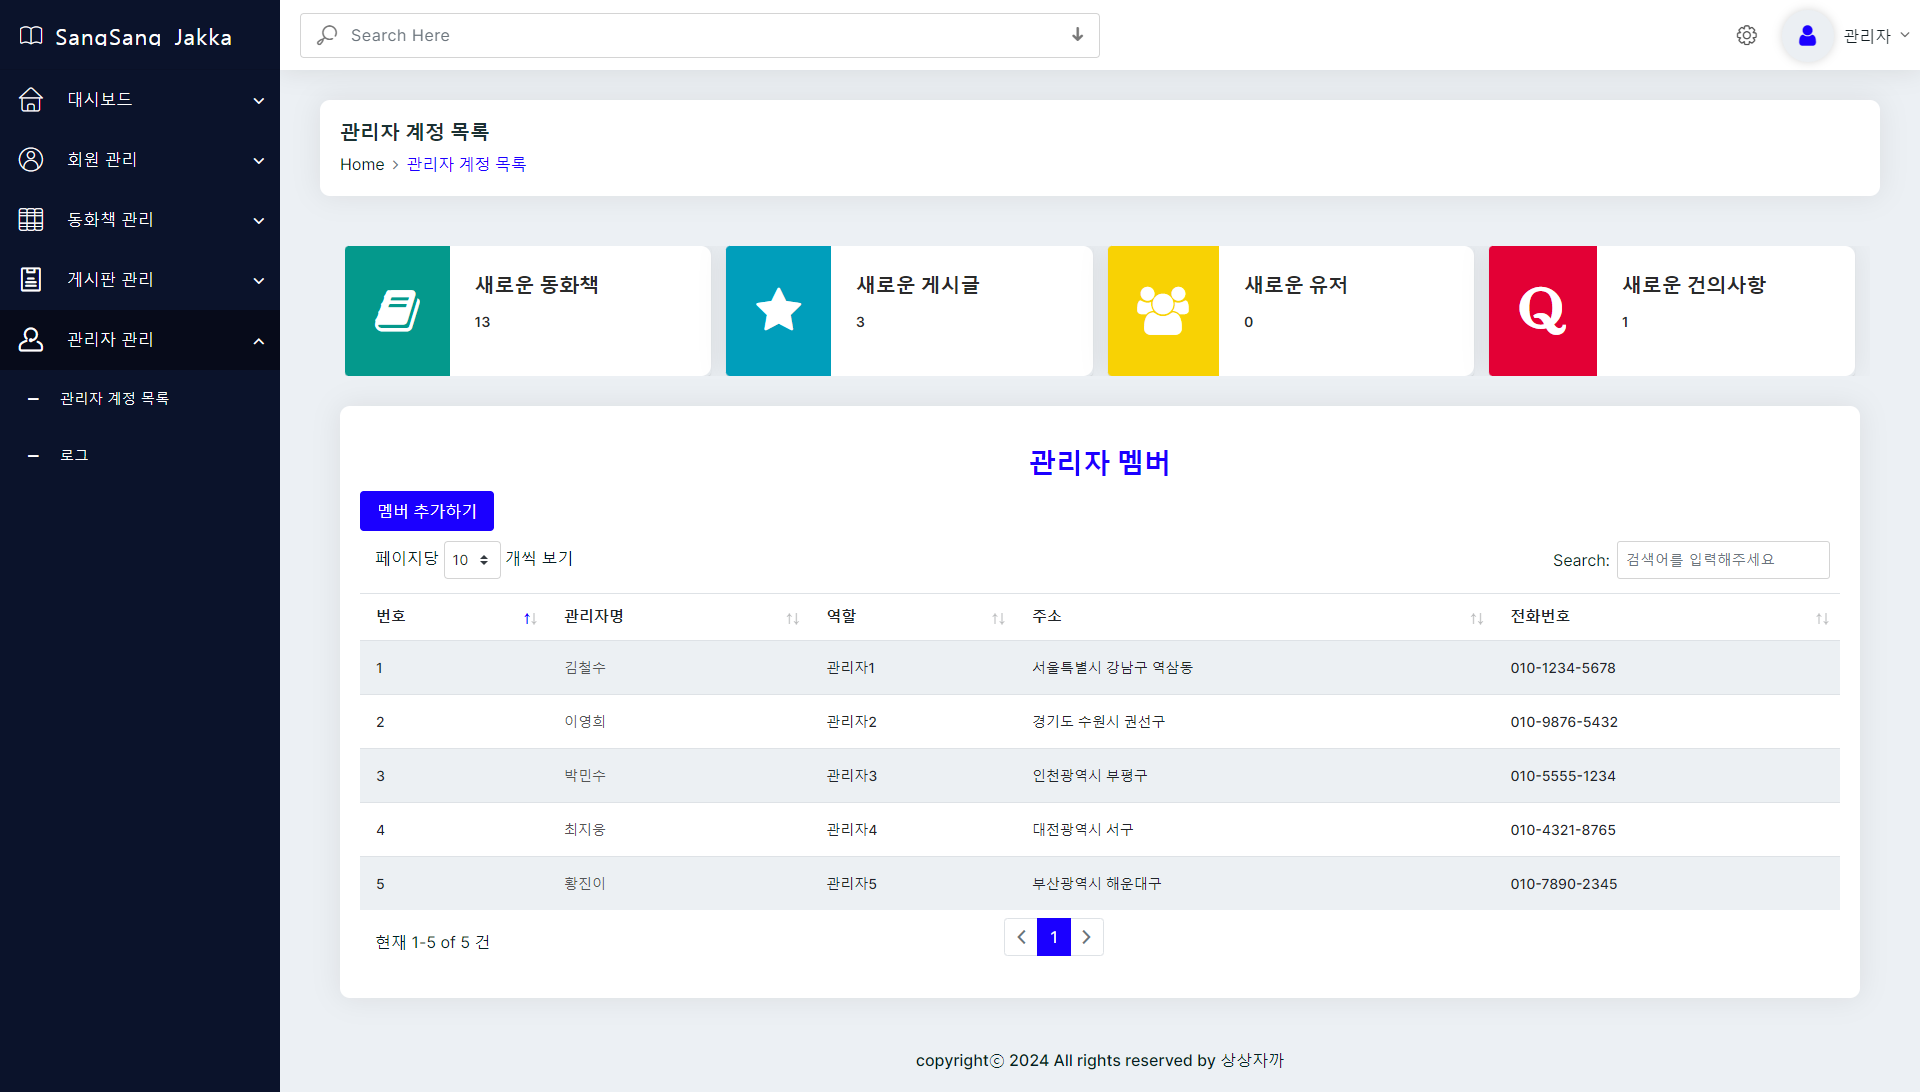 SangSang Jakka
대시보드
회원 관리
동화책 관리
게시판 관리
관리자 관리
관리자 계정 목록
로그
Search Here
관리자
관리자 계정 목록
Home 관리자 계정 목록
새로운 동화책
13
새로운 게시글
3
새로운 유저
0
Q
새로운 건의사항
1
관리자 멤버
멤버 추가하기
페이지당 10 개씩 보기
Search: 검색어를 입력해주세요
번호 관리자명 역할 주소 전화번호
1 김철수 관리자1 서울특별시 강남구 역삼동 010-1234-5678
2 이영희 관리자2 경기도 수원시 권선구 010-9876-5432
3 박민수 관리자3 인천광역시 부평구 010-5555-1234
4 최지웅 관리자4 대전광역시 서구 010-4321-8765
5 황진이 관리자5 부산광역시 해운대구 010-7890-2345
현재 1-5 of 5 건
1
copyrightⓒ 2024 All rights reserved by 상상자까